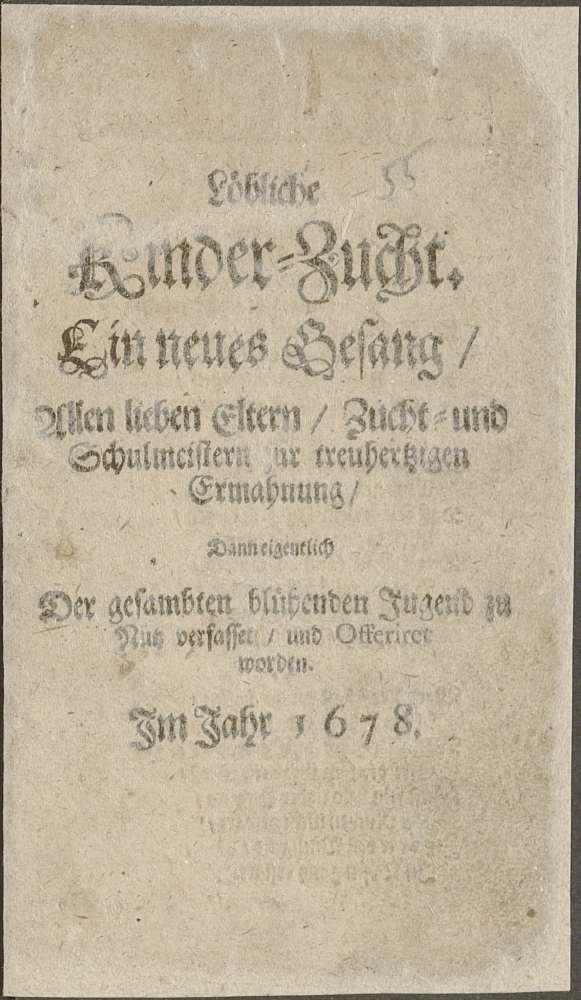 55
Löbliche
Kinder-Zucht.
Ein neues Gesang /
Allen lieben Eltern / Zucht- und
Schulmeistern zur treuhertzigen
Ermahnung /
Dann eigentlich
Der gesambten blühenden Jugend zu
Nutz verfasset / und Offeriret
worden.
Im Jahr 1678.